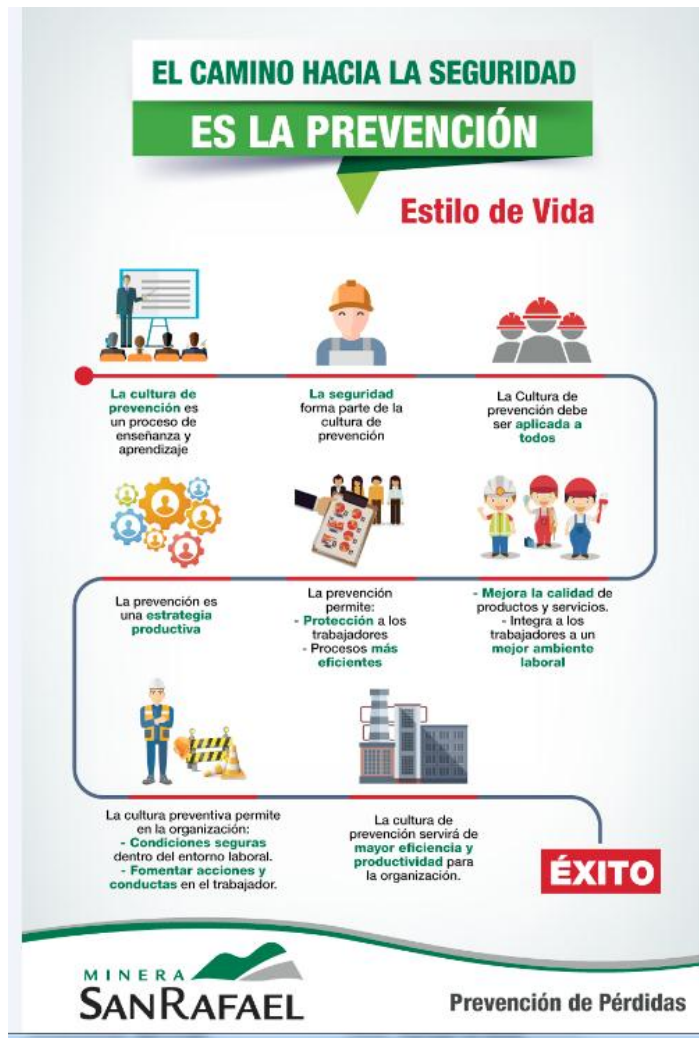 EL CAMINO HACIA LA SEGURIDAD
ES LA PREVENCIÓN
Estilo de Vida
La cultura de
prevención es
un proceso de
enseñanza y
aprendizaje
La seguridad
forma parte de la
cultura de
prevención
La Cultura de
prevención debe
ser aplicada a
todos
- Mejora la calidad de
productos y servicios.
- Integra a los
trabajadores a un
mejor ambiente
laboral
La prevención
permite:
- Protección a los
trabajadores
- Procesos más
eficientes
La prevención es
una estrategia
productiva
La cultura preventiva permite
en la organización:
- Condiciones seguras
dentro del entorno laboral.
- Fomentar acciones y
conductas en el trabajador.
La cultura de
prevención servirá de
mayor eficiencia y
productividad para
la organización.
ÉXITO
MINERA
SANRAFAEL
Prevención de Pérdidas